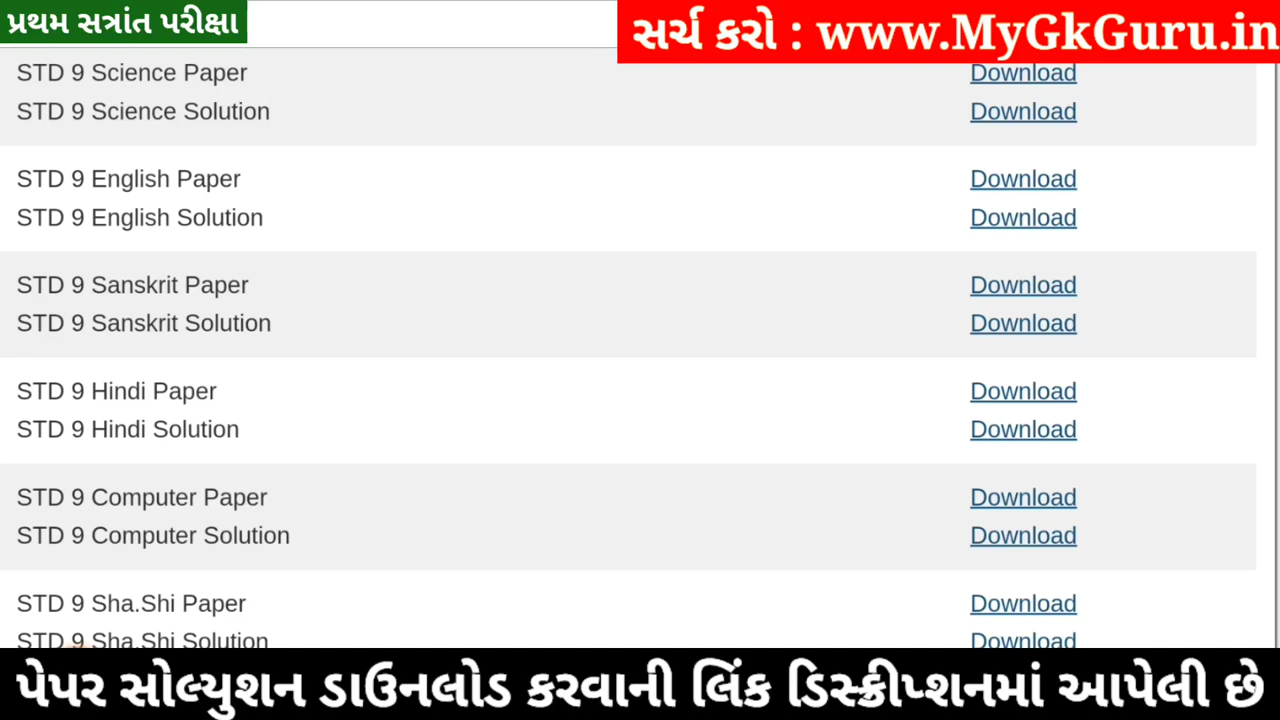 પ્રથમ સત્રાંત પરીક્ષા
સર્ચ કરો : www.MyGkGuru.in
STD 9 Science Paper Download
STD 9 Science Solution Download
STD 9 English Paper Download
STD 9 English Solution Download
STD 9 Sanskrit Paper Download
STD 9 Sanskrit Solution Download
STD 9 Hindi Paper Download
STD 9 Hindi Solution Download
STD 9 Computer Paper Download
STD 9 Computer Solution Download
STD 9 Sha.Shi Paper Download
STD 9 Sha.Shi Solution Download
પેપર સોલ્યુશન ડાઉનલોડ કરવાની લિંક ડિસ્ક્રીપ્શનમાં આપેલી છે